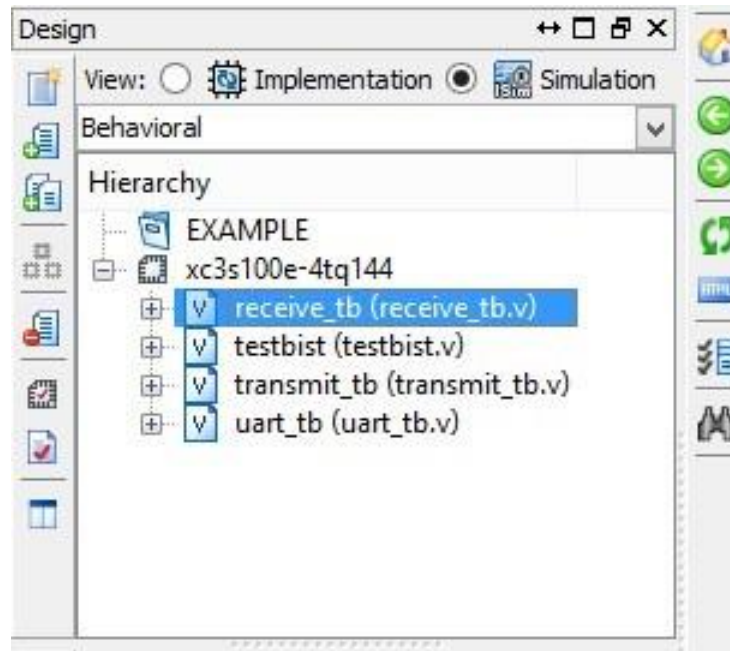 Design
View: Implementation Simulation
Behavioral
Hierarchy
EXAMPLE
xc3s100e-4tq144
V receive_tb (receive_tb.v)
V testbist (testbist.v)
V transmit_tb (transmit_tb.v)
V uart_tb (uart_tb.v)